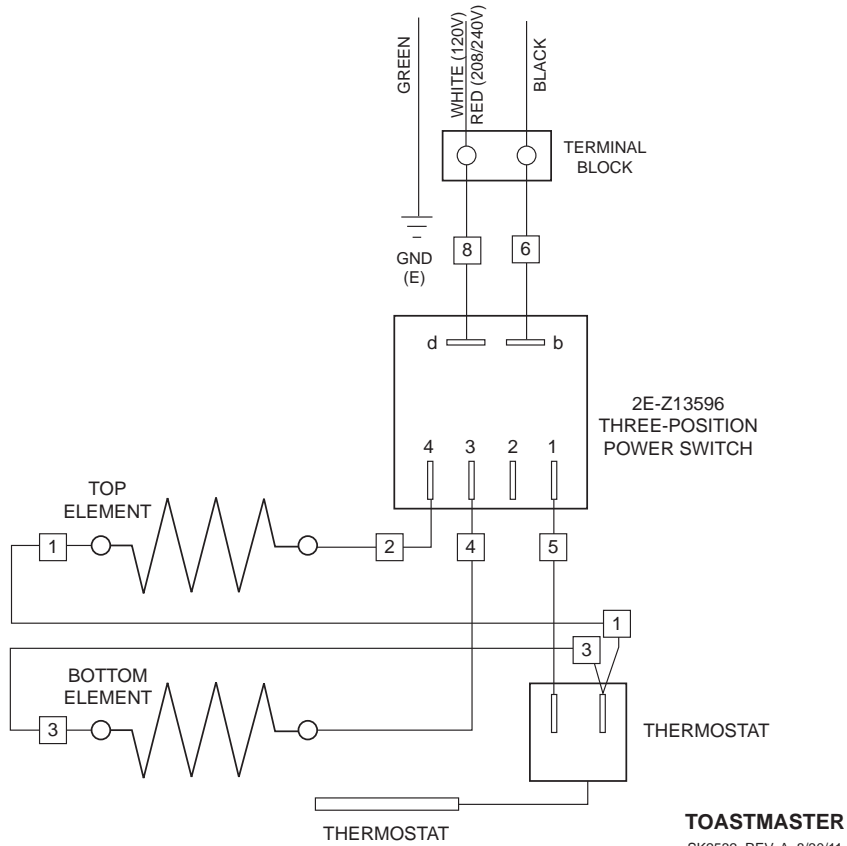 GREEN
WHITE (120V)
RED (208/240V)
BLACK
TERMINAL
BLOCK
GND
(E)
8
6
d
b
2E-Z13596
THREE-POSITION
POWER SWITCH
4
3
2
1
TOP
ELEMENT
1
2
4
5
1
3
BOTTOM
ELEMENT
3
THERMOSTAT
THERMOSTAT
TOASTMASTER